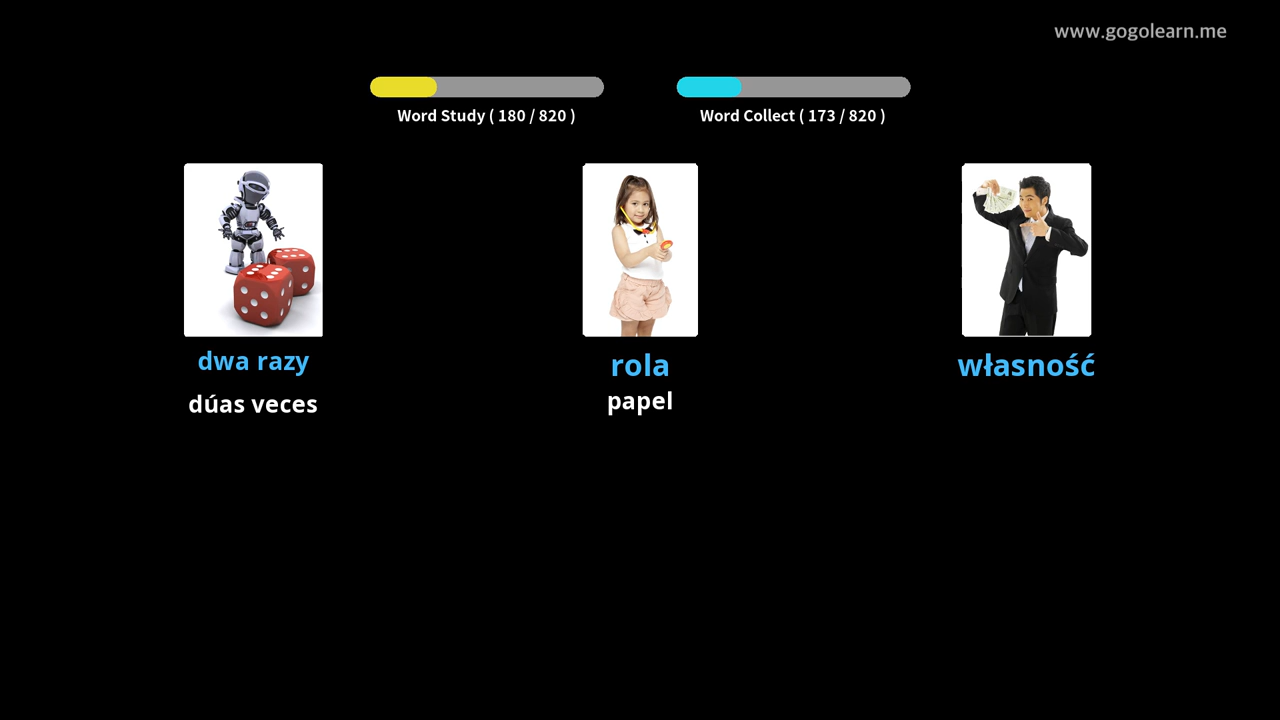 www.gogolearn.me
Word Study ( 180 / 820 )
Word Collect ( 173 / 820 )
dwa razy
rola
własność
dúas veces
papel